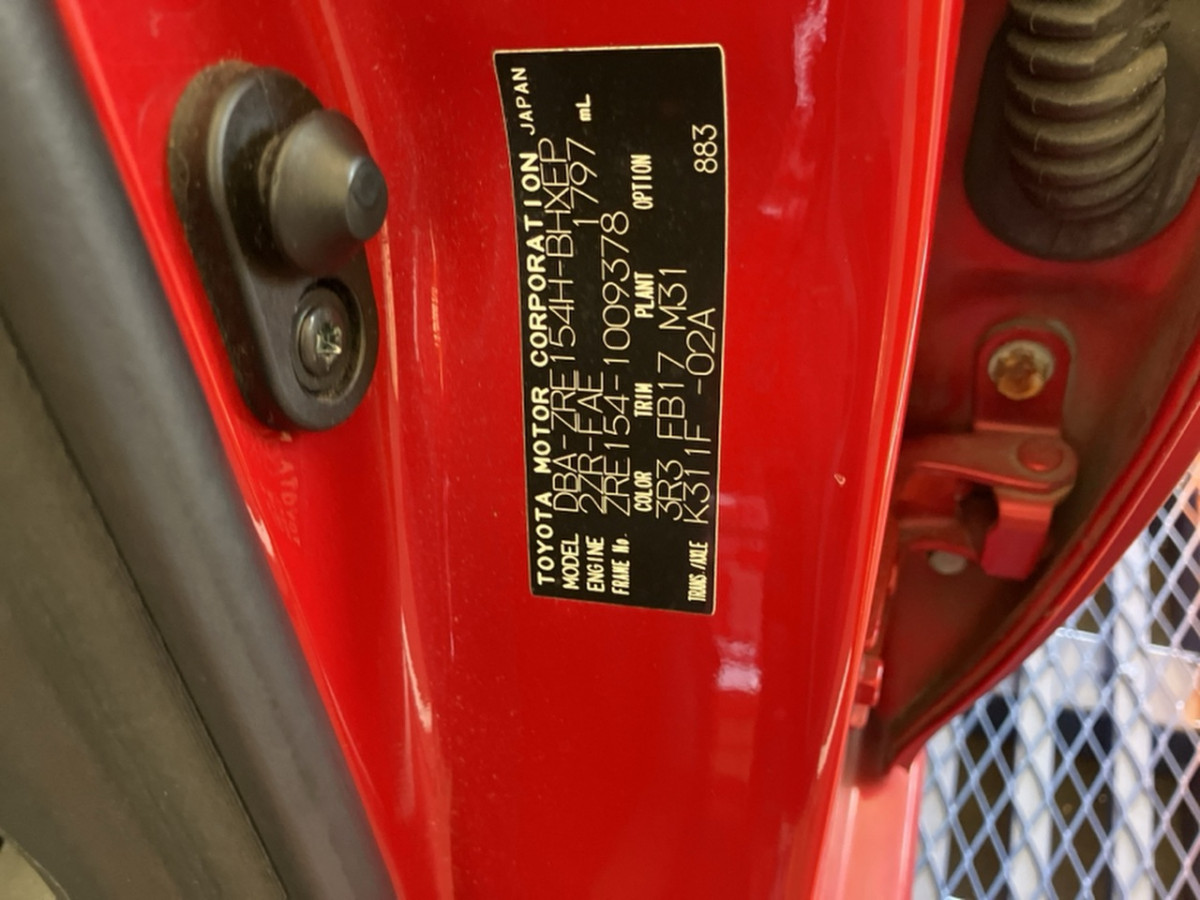 TOYOTA MOTOR CORPORATION JAPAN
MODEL DBA-ZRE154H-BHXEP
ENGINE 2ZR-FAE 1797 mL
FRAME No. ZRE154-1009378
COLOR TRIM PLANT OPTION
3R3 FB17 M31
TRANS./AXLE K311F -02A 883